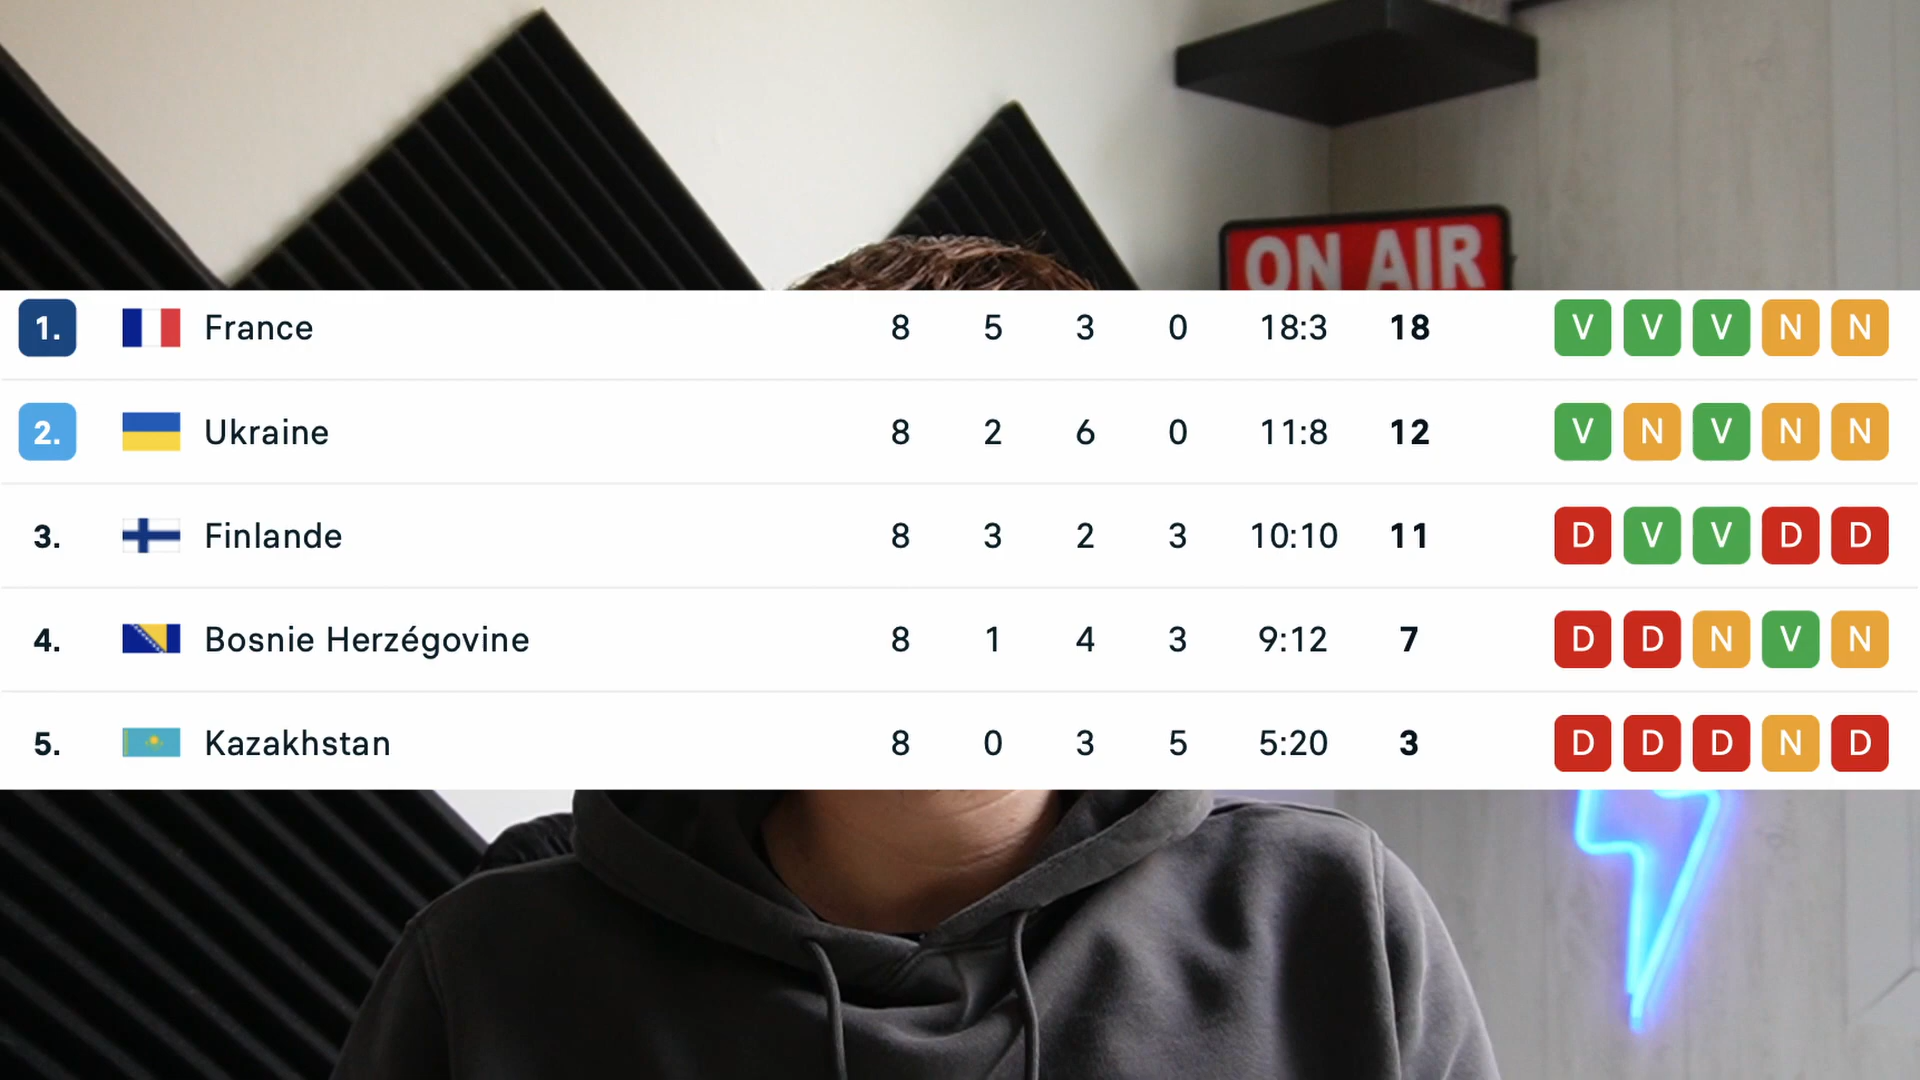 ON AIR
1. France 8 5 3 0 18:3 18 V V V N N
2. Ukraine 8 2 6 0 11:8 12 V N V N N
3. Finlande 8 3 2 3 10:10 11 D V V D D
4. Bosnie Herzégovine 8 1 4 3 9:12 7 D D N V N
5. Kazakhstan 8 0 3 5 5:20 3 D D D N D